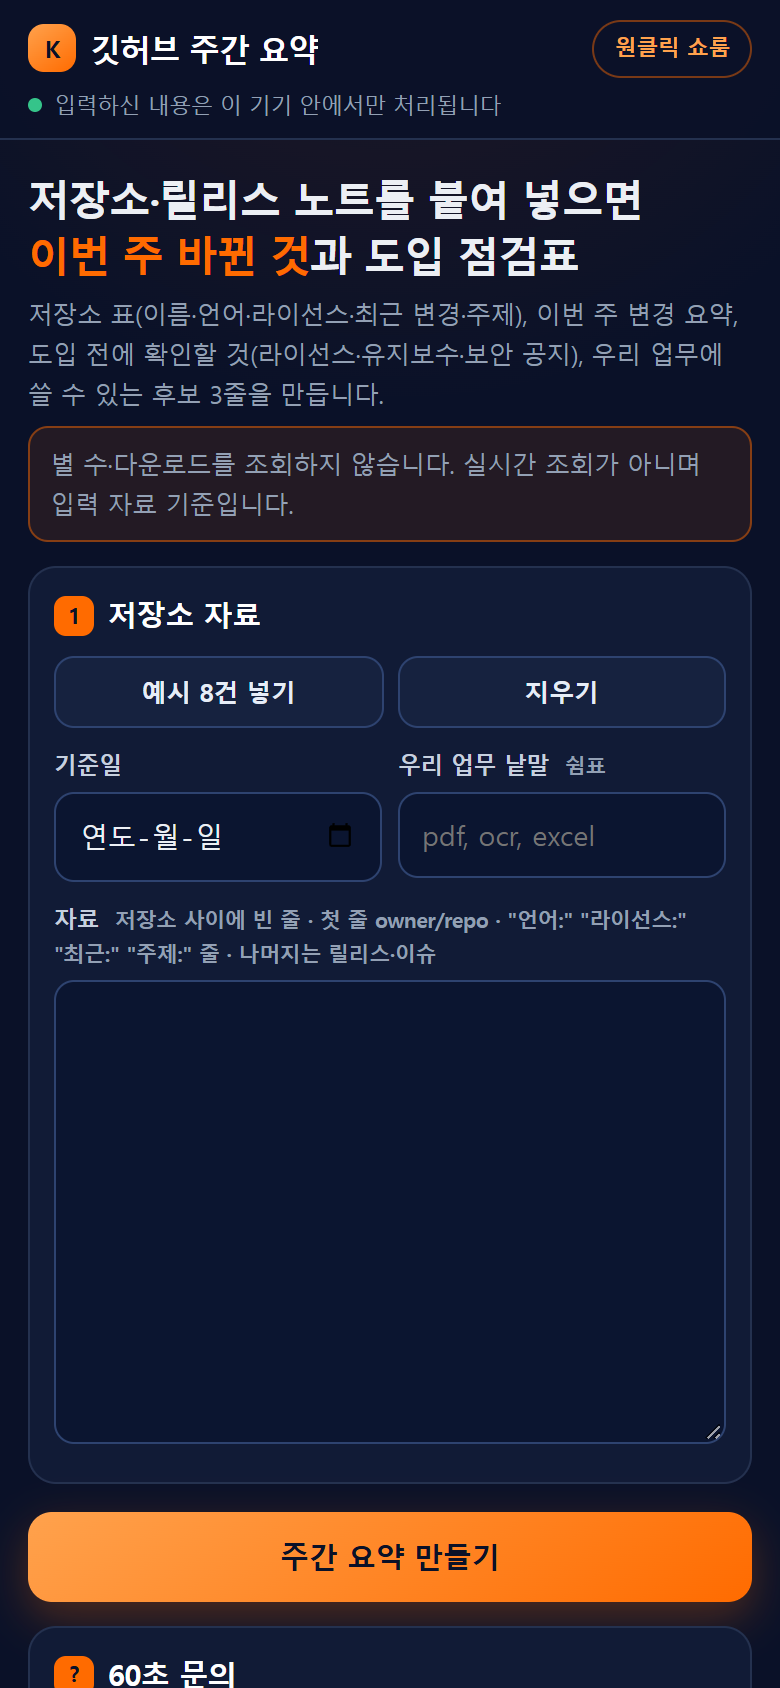 K
깃허브 주간 요약
원클릭 쇼룸
입력하신 내용은 이 기기 안에서만 처리됩니다
저장소·릴리스 노트를 붙여 넣으면
이번 주 바뀐 것과 도입 점검표
저장소 표(이름·언어·라이선스·최근 변경·주제), 이번 주 변경 요약,
도입 전에 확인할 것(라이선스·유지보수·보안 공지), 우리 업무에
쓸 수 있는 후보 3줄을 만듭니다.
별 수·다운로드를 조회하지 않습니다. 실시간 조회가 아니며
입력 자료 기준입니다.
1 저장소 자료
예시 8건 넣기
지우기
기준일
우리 업무 낱말 쉼표
연도-월-일
pdf, ocr, excel
자료 저장소 사이에 빈 줄 · 첫 줄 owner/repo · "언어:" "라이선스:"
"최근:" "주제:" 줄 · 나머지는 릴리스·이슈
주간 요약 만들기
? 60초 문의